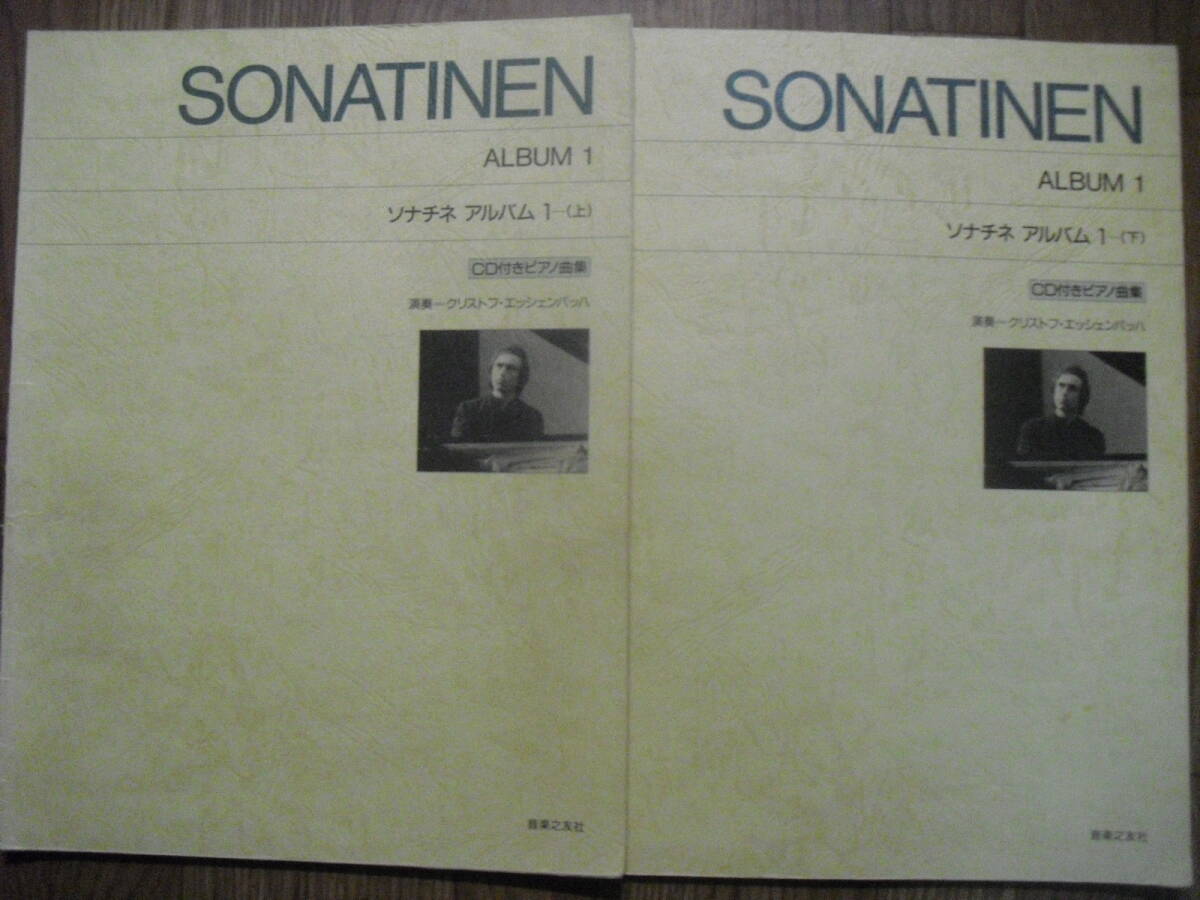 SONATINEN
ALBUM 1
ソナチネ アルバム 1-(上)
CD付きピアノ曲集
演奏ークリストフ・エッシェンバッハ
音楽之友社
SONATINEN
ALBUM 1
ソナチネ アルバム 1-(下)
CD付きピアノ曲集
演奏ークリストフ・エッシェンバッハ
音楽之友社